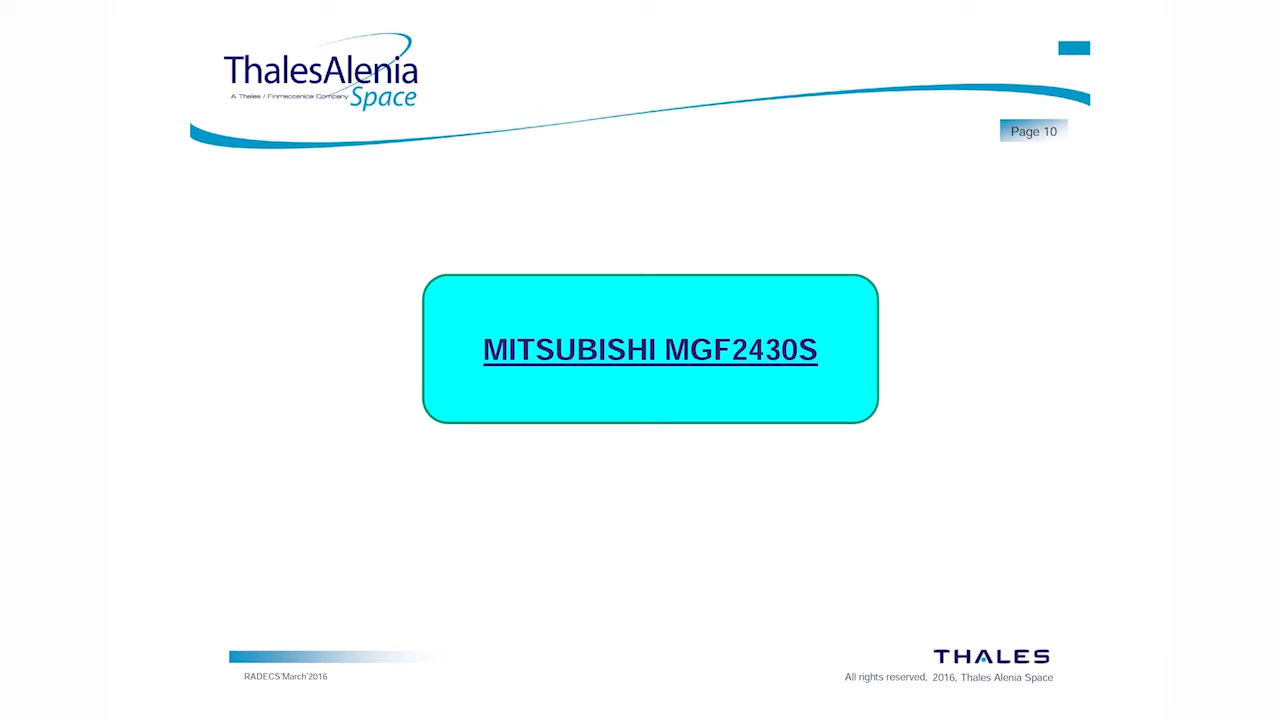 ThalesAlenia
A Thales / Finmeccanica Company Space
Page 10
MITSUBISHI MGF2430S
THALES
RADECS'March'2016
All rights reserved, 2016, Thales Alenia Space